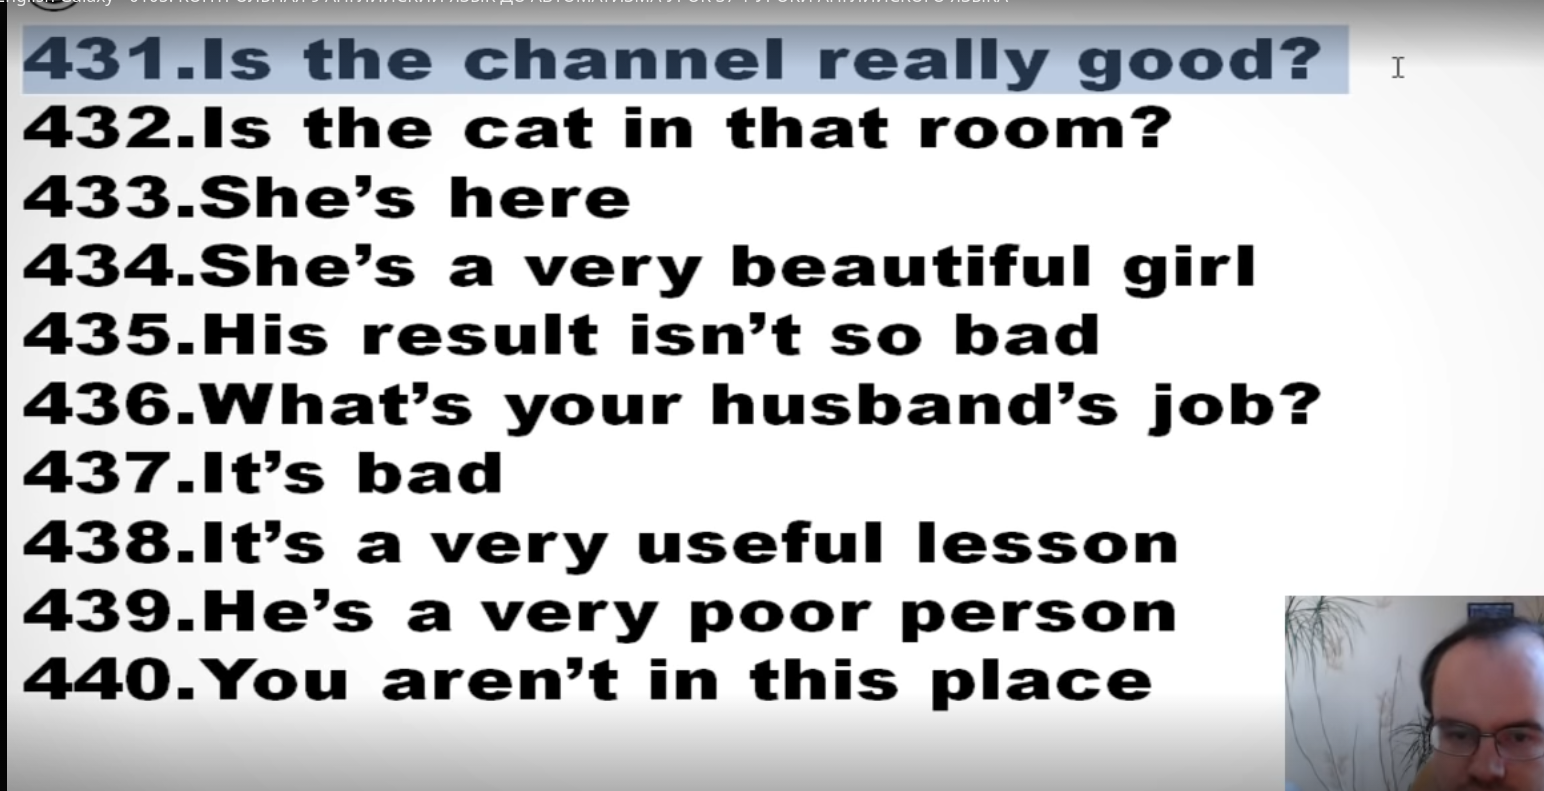 English Galaxy
431.Is the channel really good?
432.Is the cat in that room?
433.She’s here
434.She’s a very beautiful girl
435.His result isn’t so bad
436.What’s your husband’s job?
437.It’s bad
438.It’s a very useful lesson
439.He’s a very poor person
440.You aren’t in this place